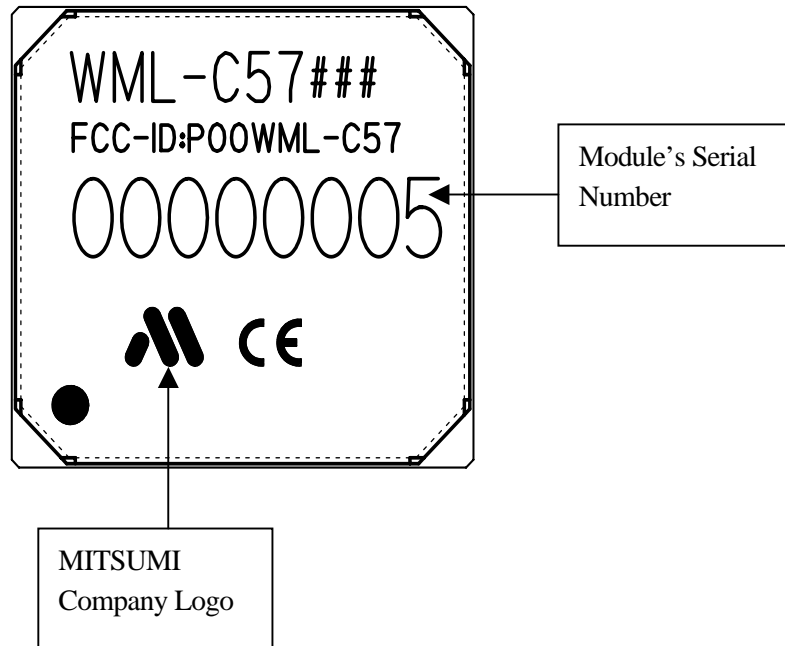 WML-C57###
FCC-ID:POOWML-C57
00000005
CE
Module's Serial
Number
MITSUMI
Company Logo